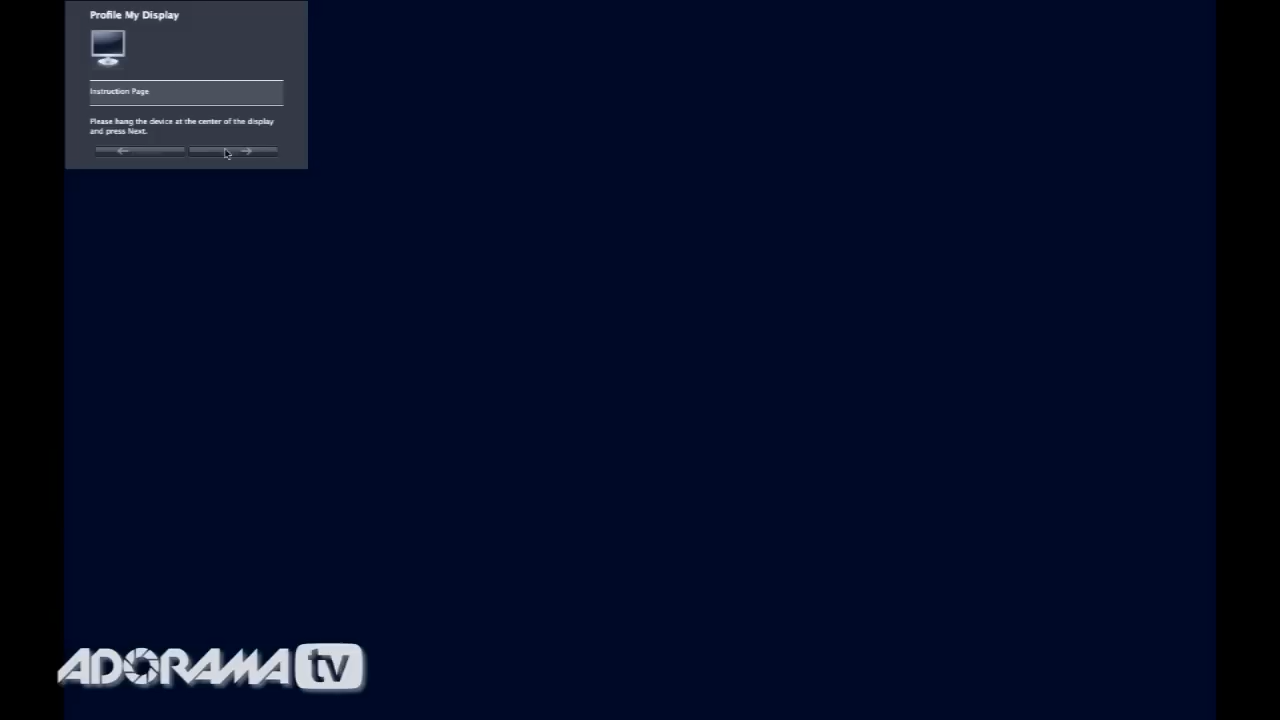 Profile My Display
Instruction Page
Please hang the device at the center of the display
and press Next.
ADORAMA tv